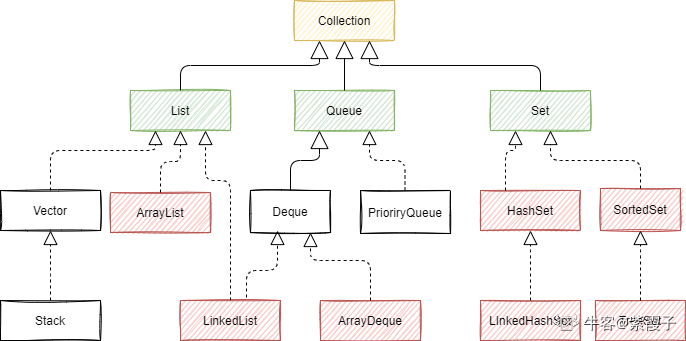 Collection
List
Queue
Set
Vector
ArrayList
Deque
PrioriryQueue
HashSet
SortedSet
Stack
LinkedList
ArrayDeque
LInkedHashSet
牛客@紫霞子